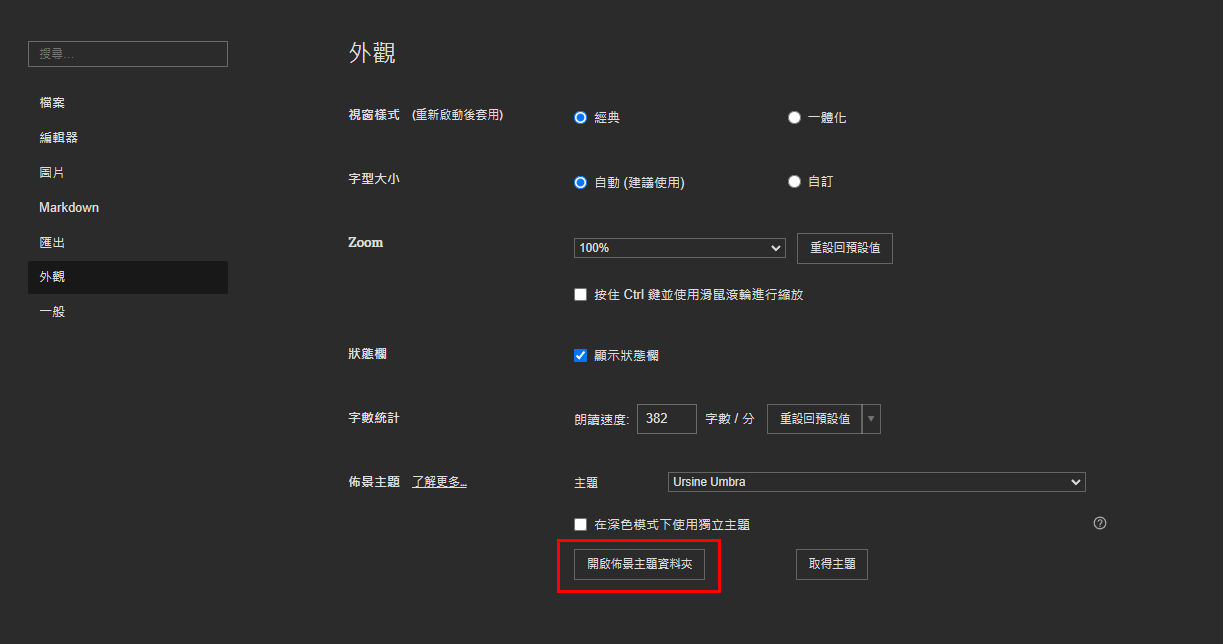 搜尋...
檔案
編輯器
圖片
Markdown
匯出
外觀
一般
外觀
視窗樣式 (重新啟動後套用) 經典 一體化
字型大小 自動 (建議使用) 自訂
Zoom 100% 重設回預設值
按住 Ctrl 鍵並使用滑鼠滾輪進行縮放
狀態欄 顯示狀態欄
字數統計 朗讀速度: 382 字數 / 分 重設回預設值
佈景主題 了解更多... 主題 Ursine Umbra
在深色模式下使用獨立主題 ?
開啟佈景主題資料夾 取得主題